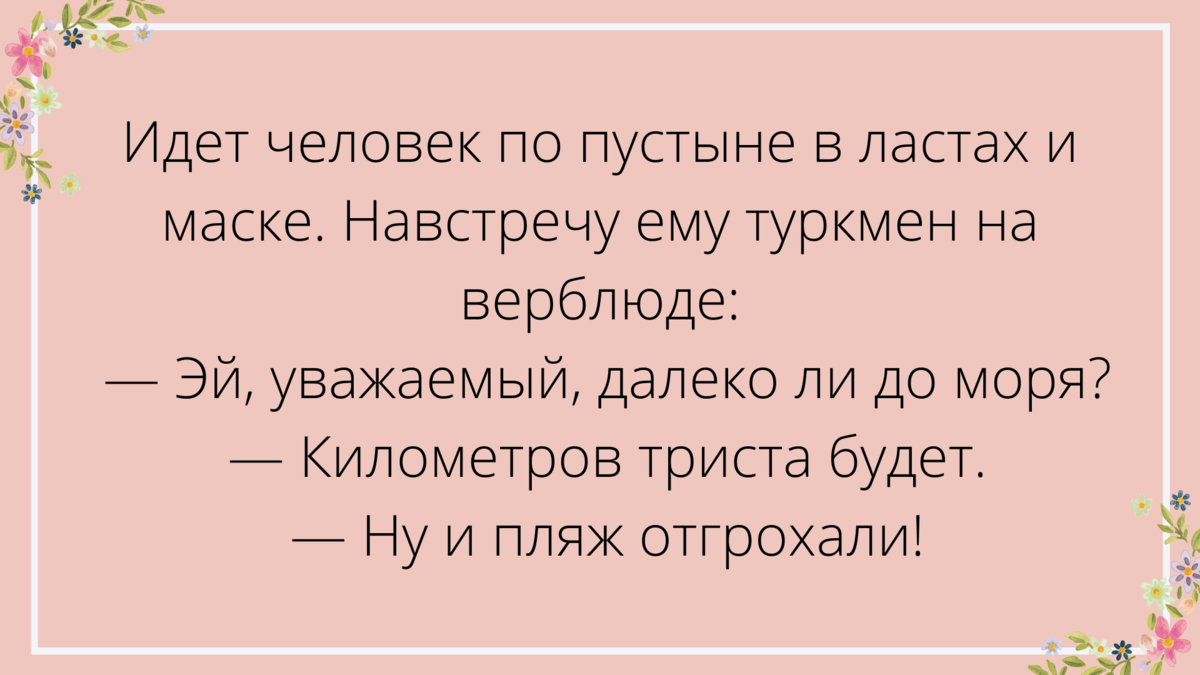 Идет человек по пустыне в ластах и
маске. Навстречу ему туркмен на
верблюде:
— Эй, уважаемый, далеко ли до моря?
— Километров триста будет.
— Ну и пляж отгрохали!